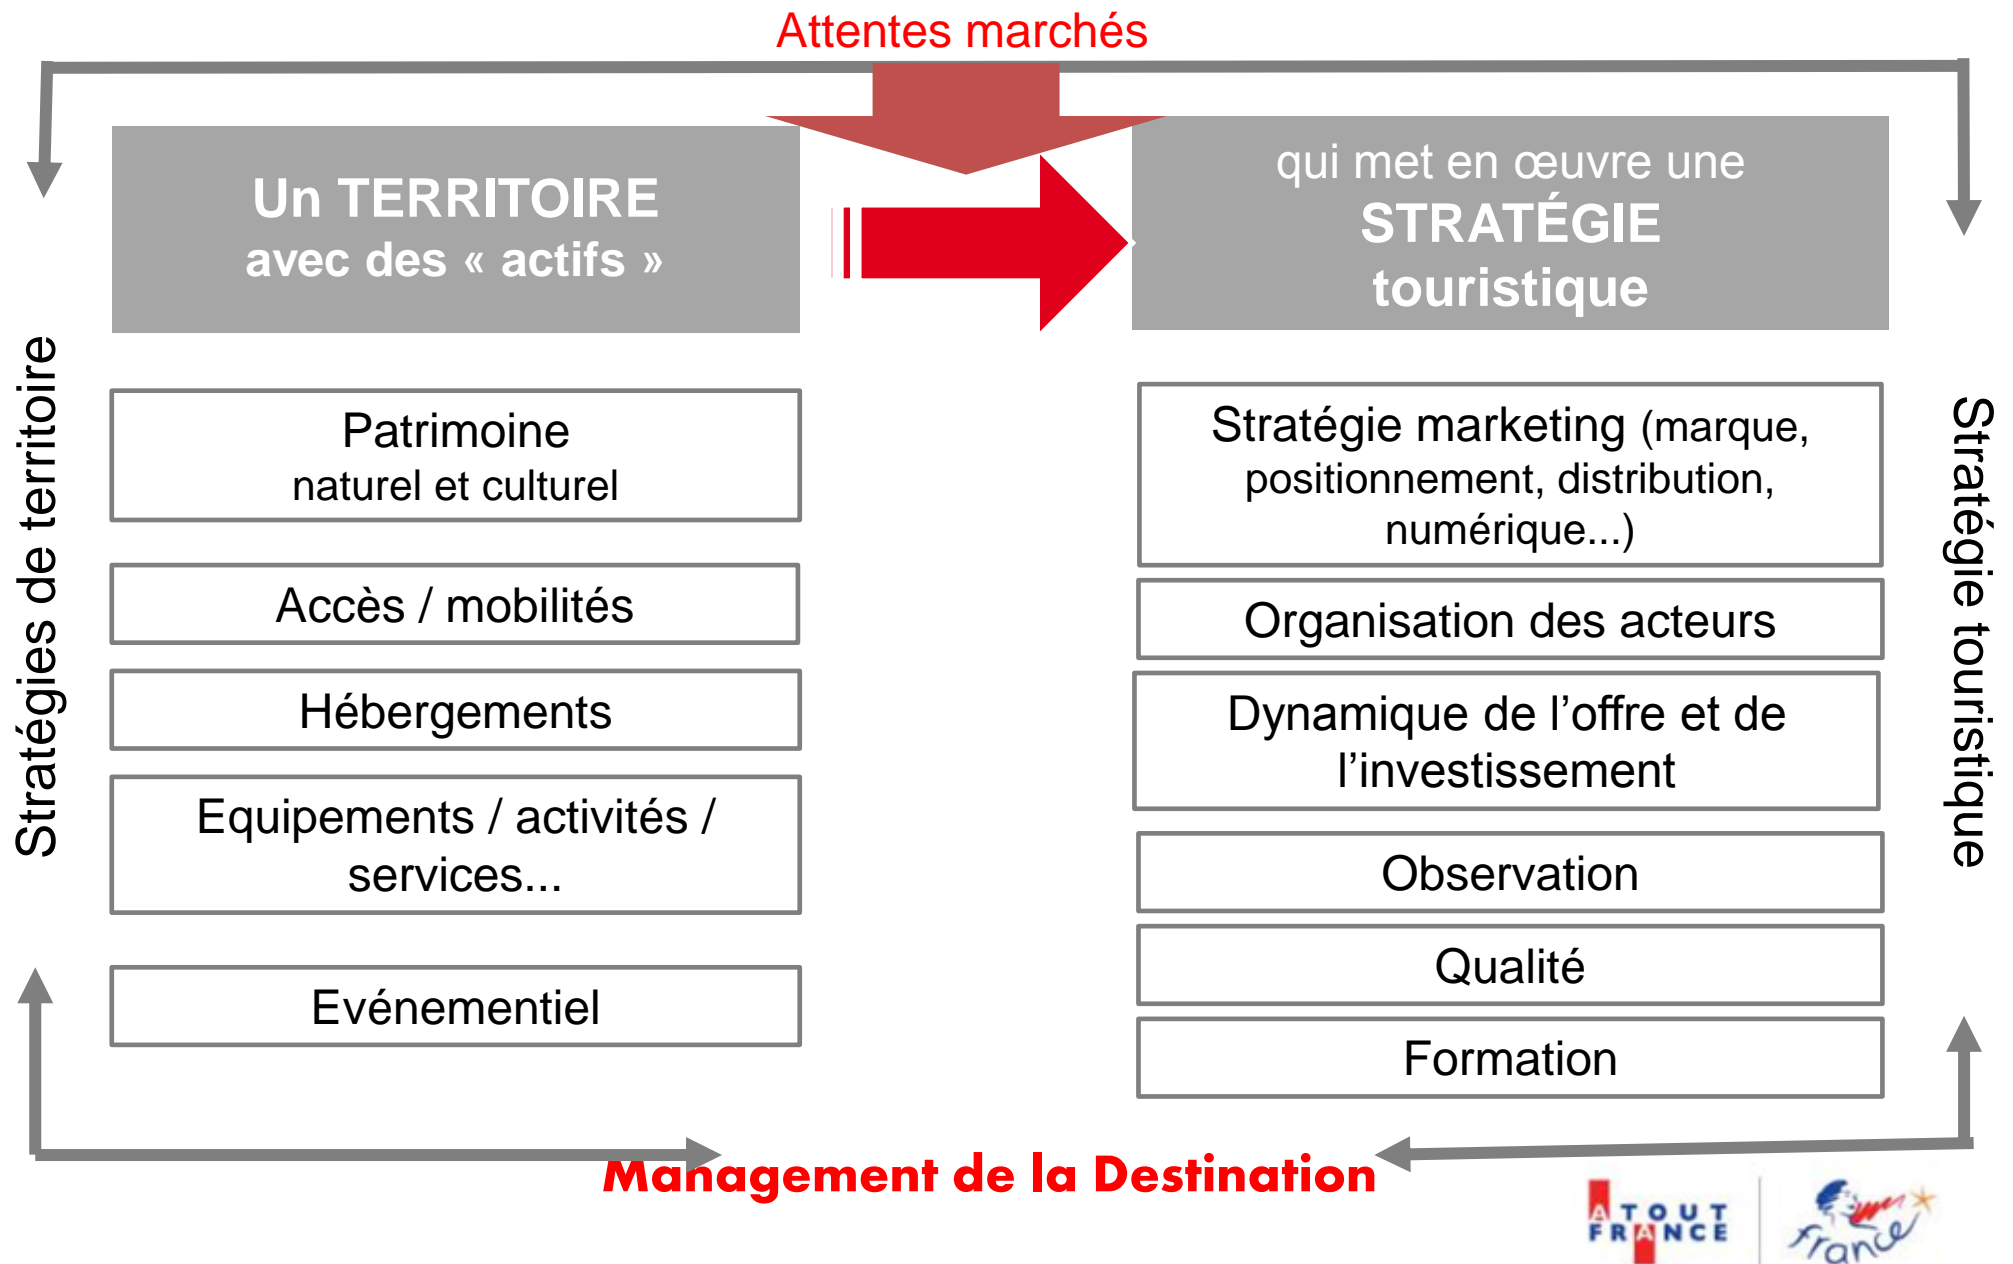 Attentes marchés
Un TERRITOIRE
avec des « actifs »
qui met en œuvre une
STRATÉGIE
touristique
Stratégies de territoire
Patrimoine
naturel et culturel
Accès / mobilités
Hébergements
Equipements / activités /
services...
Evénementiel
Stratégie marketing (marque,
positionnement, distribution,
numérique...)
Organisation des acteurs
Dynamique de l’offre et de
l’investissement
Observation
Qualité
Formation
Stratégie touristique
Management de la Destination
ATOUT
FRANCE
france